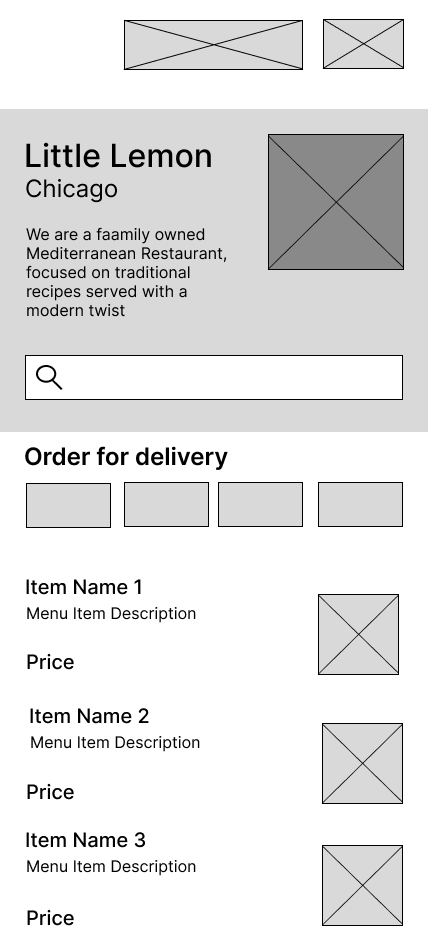 Little Lemon
Chicago
We are a faamily owned
Mediterranean Restaurant,
focused on traditional
recipes served with a
modern twist
Order for delivery
Item Name 1
Menu Item Description
Price
Item Name 2
Menu Item Description
Price
Item Name 3
Menu Item Description
Price